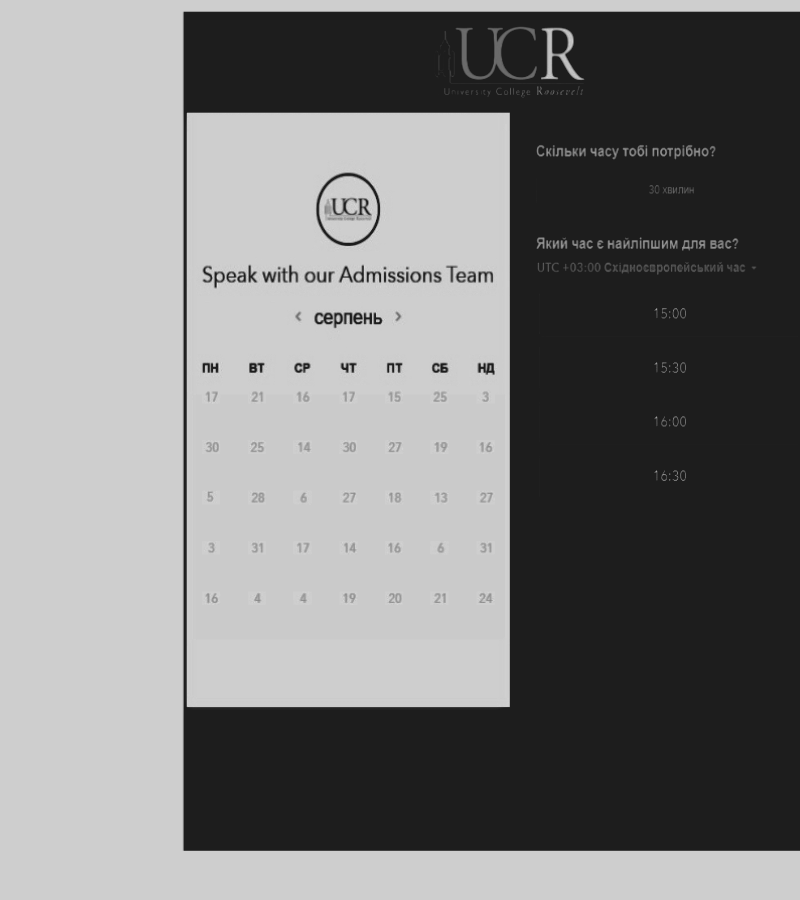 UCR
University College Roosevelt
UCR
Speak with our Admissions Team
< серпень >
ПН ВТ СР ЧТ ПТ СБ НД
17 21 16 17 15 25 3
30 25 14 30 27 19 16
5 28 6 27 18 13 27
3 31 17 14 16 6 31
16 4 4 19 20 21 24
Скільки часу тобі потрібно?
30 хвилин
Який час є найліпшим для вас?
UTC +03:00 Східноєвропейський час
15:00
15:30
16:00
16:30